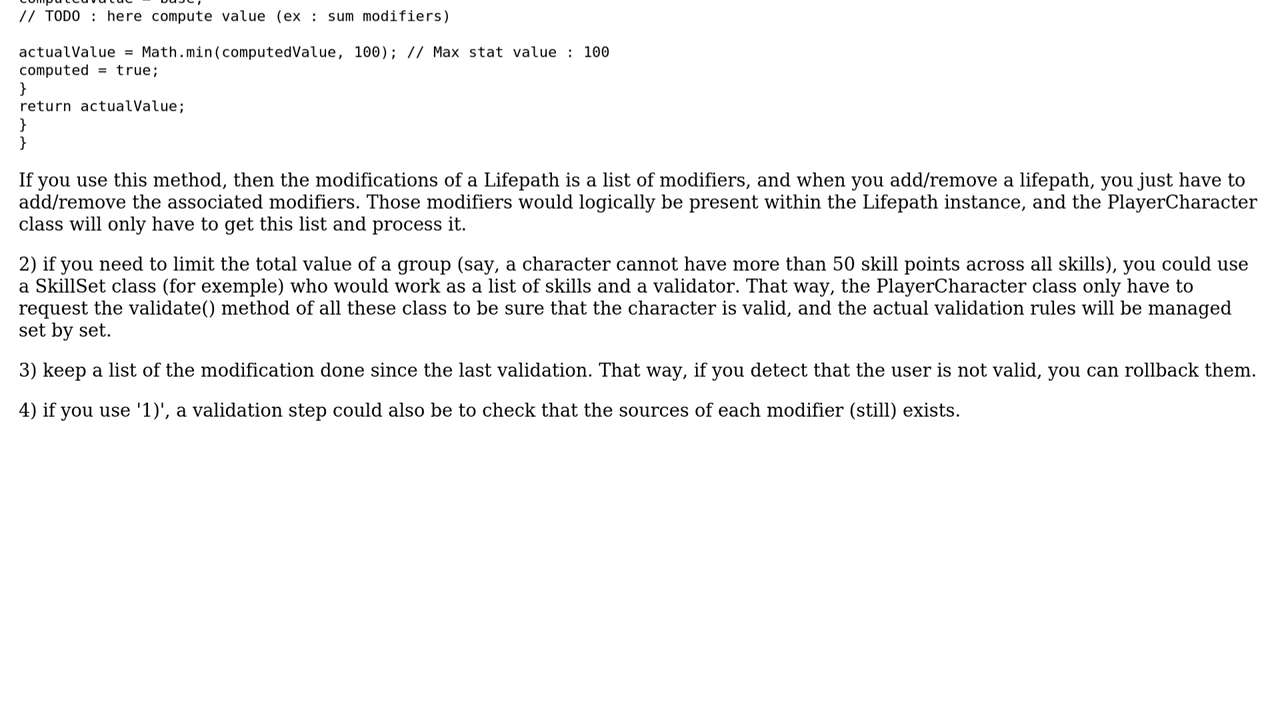 computedValue = base;
// TODO : here compute value (ex : sum modifiers)
actualValue = Math.min(computedValue, 100); // Max stat value : 100
computed = true;
}
return actualValue;
}
}
If you use this method, then the modifications of a Lifepath is a list of modifiers, and when you add/remove a lifepath, you just have to
add/remove the associated modifiers. Those modifiers would logically be present within the Lifepath instance, and the PlayerCharacter
class will only have to get this list and process it.
2) if you need to limit the total value of a group (say, a character cannot have more than 50 skill points across all skills), you could use
a SkillSet class (for exemple) who would work as a list of skills and a validator. That way, the PlayerCharacter class only have to
request the validate() method of all these class to be sure that the character is valid, and the actual validation rules will be managed
set by set.
3) keep a list of the modification done since the last validation. That way, if you detect that the user is not valid, you can rollback them.
4) if you use '1)', a validation step could also be to check that the sources of each modifier (still) exists.